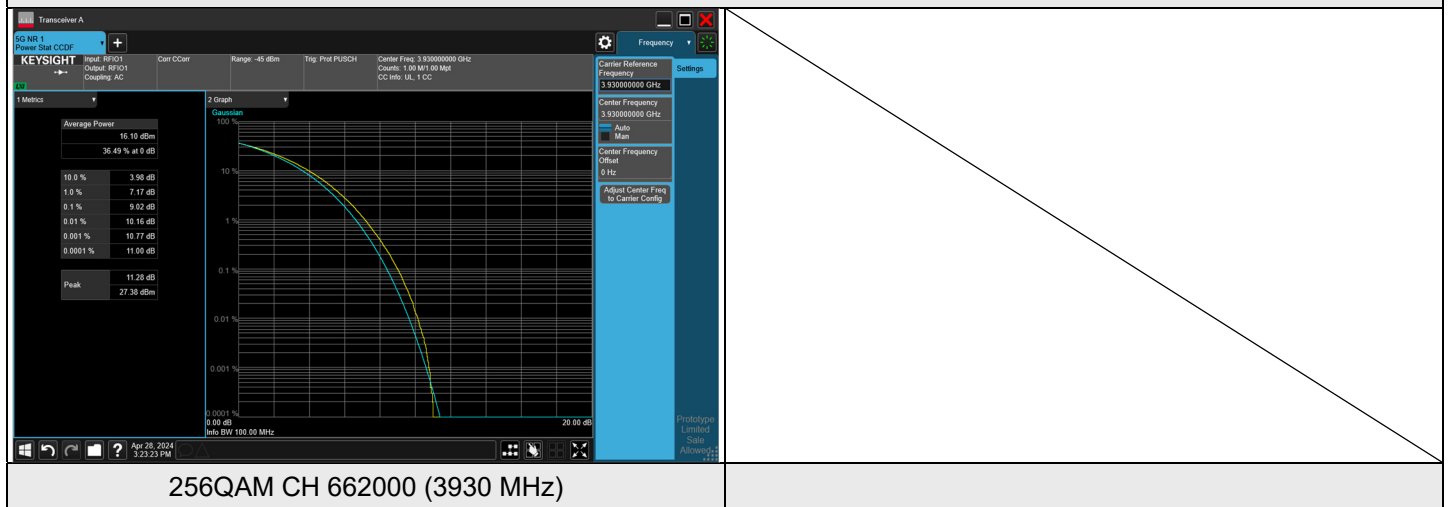 Transceiver A
5G NR 1
Power Stat CCDF
+
Frequency
KEYSIGHT
Input: RFIO1
Output: RFIO1
Coupling: AC
Corr CCorr
Range: -45 dBm
Trig: Prot PUSCH
Center Freq: 3.930000000 GHz
Counts: 1.00 M/1.00 Mpt
CC Info: UL, 1 CC
1 Metrics
Average Power
16.10 dBm
36.49 % at 0 dB
10.0 % 3.98 dB
1.0 % 7.17 dB
0.1 % 9.02 dB
0.01 % 10.16 dB
0.001 % 10.77 dB
0.0001 % 11.00 dB
Peak
11.28 dB
27.38 dBm
2 Graph
Gaussian
100 %
10 %
1 %
0.1 %
0.01 %
0.001 %
0.0001 %
0.00 dB
20.00 dB
Info BW 100.00 MHz
Carrier Reference
Frequency
3.930000000 GHz
Center Frequency
3.930000000 GHz
Auto
Man
Center Frequency
Offset
0 Hz
Adjust Center Freq
to Carrier Config
Settings
Prototype
Limited
Sale
Allowed
?
Apr 28, 2024
3:23:23 PM
256QAM CH 662000 (3930 MHz)